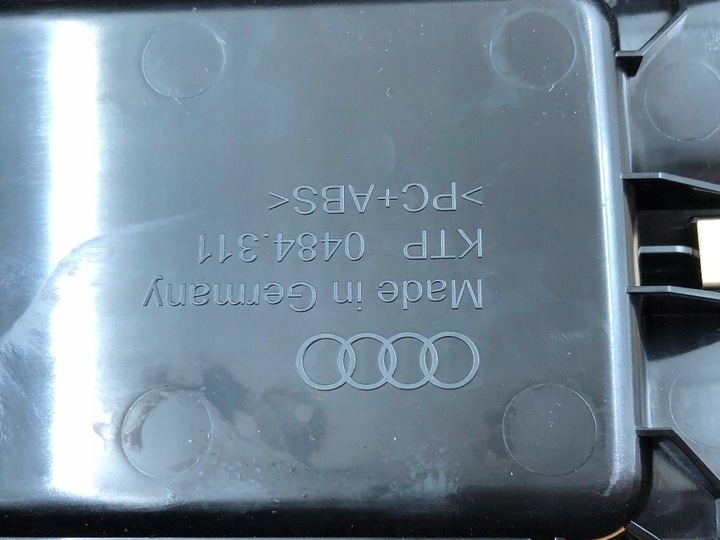 Made in Germany
KTP 0484.311
>PC+ABS<